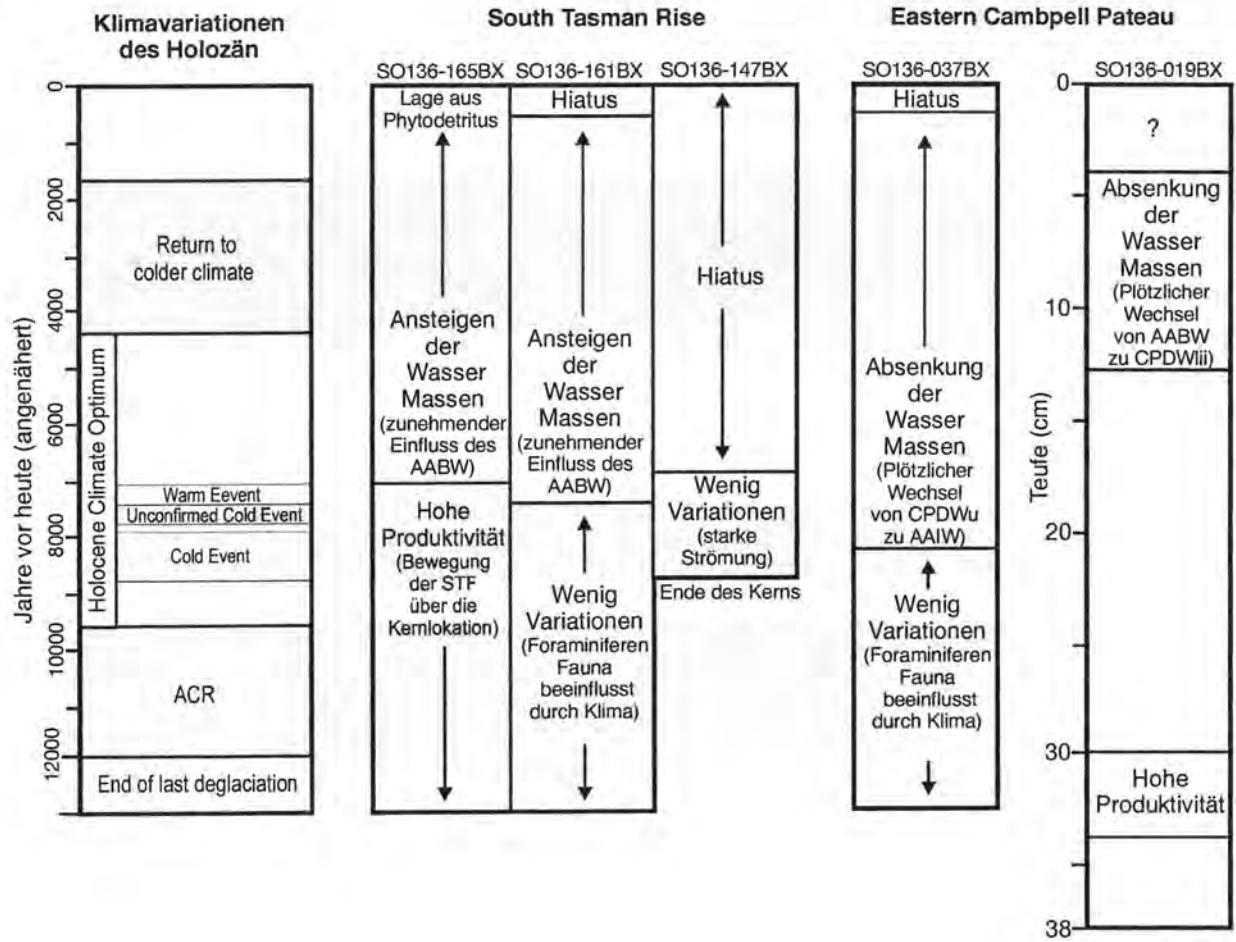 Klimavariationen
des Holozän
South Tasman Rise
Eastern Cambpell Pateau
SO136-165BX
SO136-161BX
SO136-147BX
SO136-037BX
SO136-019BX
Jahre vor heute (angenähert)
0
2000
4000
6000
8000
10000
12000
Return to
colder climate
Holocene Climate Optimum
Warm Eevent
Unconfirmed Cold Event
Cold Event
ACR
End of last deglaciation
Lage aus
Phytodetritus
Ansteigen
der
Wasser
Massen
(zunehmender
Einfluss des
AABW)
Hohe
Produktivität
(Bewegung
der STF
über die
Kernlokation)
Hiatus
Ansteigen
der
Wasser
Massen
(zunehmender
Einfluss des
AABW)
Wenig
Variationen
(Foraminiferen
Fauna
beeinflusst
durch Klima)
Hiatus
Wenig
Variationen
(starke
Strömung)
Ende des Kerns
Hiatus
Absenkung
der
Wasser
Massen
(Plötzlicher
Wechsel
von CPDWu
zu AAIW)
Wenig
Variationen
(Foraminiferen
Fauna
beeinflusst
durch Klima)
Teufe (cm)
0
10
20
30
38
?
Absenkung
der
Wasser
Massen
(Plötzlicher
Wechsel
von AABW
zu CPDWlii)
Hohe
Produktivität